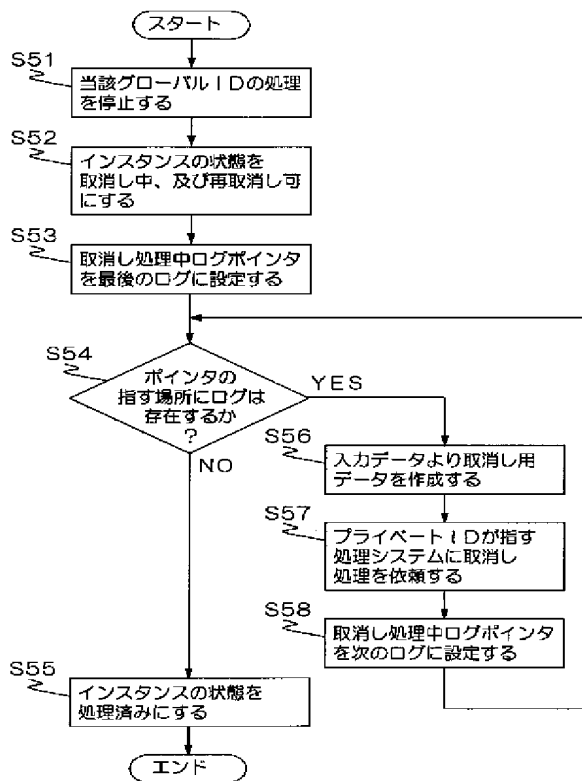 スタート
S51
当該グローバルIDの処理
を停止する
S52
インスタンスの状態を
取消し中、及び再取消し可
にする
S53
取消し処理中ログポインタ
を最後のログに設定する
S54
ポインタの
指す場所にログは
存在するか
?
YES
NO
S56
入力データより取消し用
データを作成する
S57
プライベートIDが指す
処理システムに取消し
処理を依頼する
S58
取消し処理中ログポインタ
を次のログに設定する
S55
インスタンスの状態を
処理済みにする
エンド